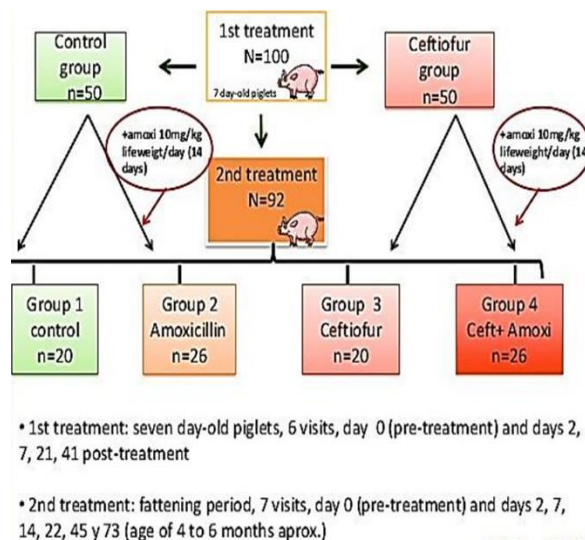 Control
group
n=50
1st treatment
N=100
7 day-old piglets
Ceftiofur
group
n=50
+amoxi 10mg/kg
lifeweigt/day (14
days)
2nd treatment
N=92
+amoxi 10mg/kg
lifeweight/day (14
days)
Group 1
control
n=20
Group 2
Amoxicillin
n=26
Group 3
Ceftiofur
n=20
Group 4
Ceft+ Amoxi
n=26
• 1st treatment: seven day-old piglets, 6 visits, day 0 (pre-treatment) and days 2,
7, 21, 41 post-treatment
• 2nd treatment: fattening period, 7 visits, day 0 (pre-treatment) and days 2, 7,
14, 22, 45 y 73 (age of 4 to 6 months aprox.)